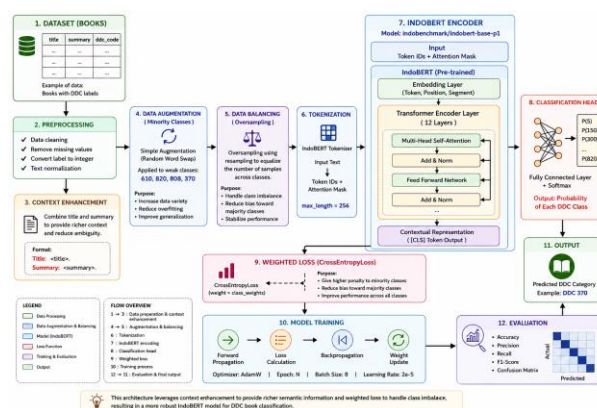 1. DATASET (BOOKS)
title summary ddc_code
... ... ...
... ... ...
... ... ...
Example of data:
Books with DDC labels
2. PREPROCESSING
✓ Data cleaning
✓ Remove missing values
✓ Convert label to integer
✓ Text normalization
3. CONTEXT ENHANCEMENT
Combine title and summary
to provide richer context
and reduce ambiguity.
Format:
Title: <title>.
Summary: <summary>.
4. DATA AUGMENTATION
(Minority Classes)
Simple Augmentation
(Random Word Swap)
Applied to weak classes:
610, 820, 808, 370
Purpose:
• Increase data variety
• Reduce overfitting
• Improve generalization
5. DATA BALANCING
(Oversampling)
Oversampling using
resampling to equalize
the number of samples
across classes.
Purpose:
• Handle class imbalance
• Reduce bias toward
majority classes
• Stabilize performance
6. TOKENIZATION
IndoBERT Tokenizer
Input Text
Token IDs +
Attention Mask
max_length = 256
7. INDOBERT ENCODER
Model: indobenchmark/indobert-base-p1
Input
Token IDs + Attention Mask
IndoBERT (Pre-trained)
Embedding Layer
(Token, Position, Segment)
Transformer Encoder Layer
(12 Layers)
Multi-Head Self-Attention
Add & Norm
Feed Forward Network
Add & Norm
...
Contextual Representation
([CLS] Token Output)
8. CLASSIFICATION HEAD
P(5)
P(150
P(300
...
P(820
Fully Connected Layer
+ Softmax
Output: Probability
of Each DDC Class
9. WEIGHTED LOSS (CrossEntropyLoss)
CrossEntropyLoss
(weight = class_weights)
Purpose:
• Give higher penalty to minority classes
• Reduce bias toward majority classes
• Improve performance across all classes
10. MODEL TRAINING
Forward
Propagation
Loss
Calculation
Backpropagation
Weight
Update
Optimizer: AdamW | Epoch: N | Batch Size: 8 | Learning Rate: 2e-5
11. OUTPUT
Predicted DDC Category
Example: DDC 370
12. EVALUATION
• Accuracy
• Precision
• Recall
• F1-Score
• Confusion Matrix
Actual
Predicted
LEGEND
Data Processing
Data Augmentation & Balancing
Model (IndoBERT)
Loss Function
Training & Evaluation
Output
FLOW OVERVIEW
1 → 3 : Data preparation & context
enhancement
4 → 5 : Augmentation & balancing
6 : Tokenization
7 : IndoBERT encoding
8 : Classification head
9 : Weighted loss
10 : Training process
12 → 11 : Evaluation & final output
This architecture leverages context enhancement to provide richer semantic information and weighted loss to handle class imbalance,
resulting in a more robust IndoBERT model for DDC book classification.